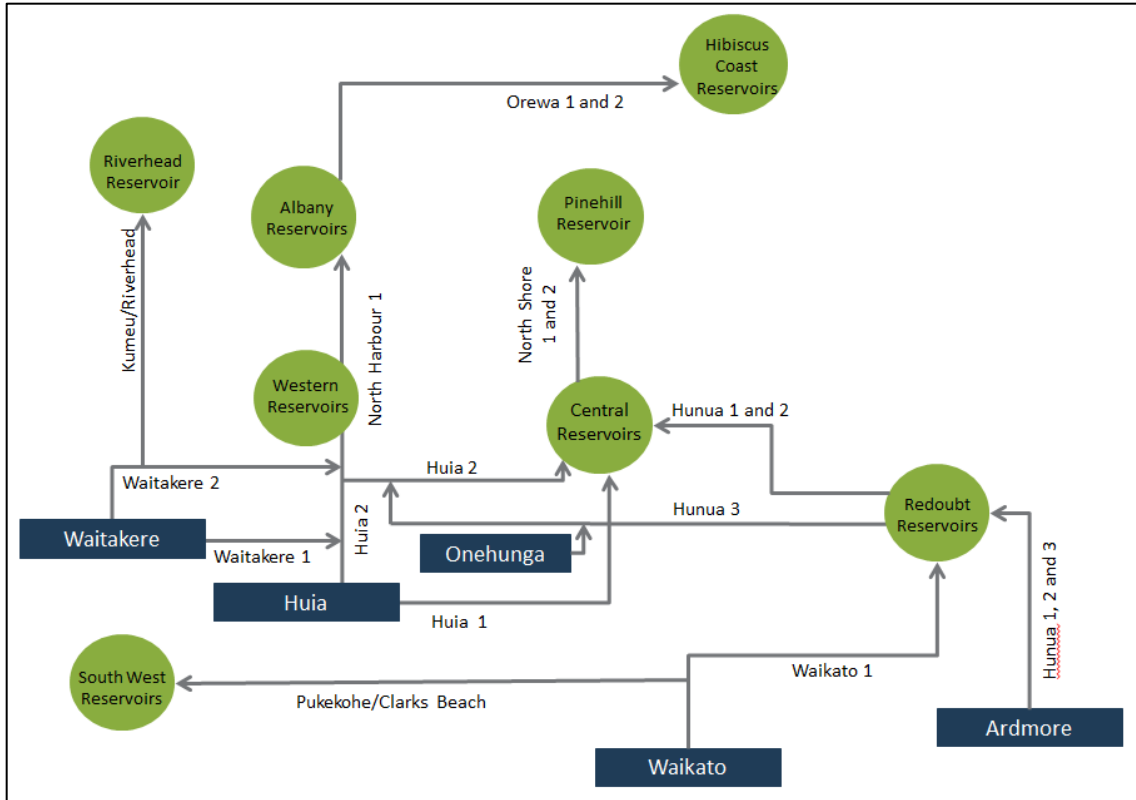 Hibiscus
Coast
Reservoirs
Orewa 1 and 2
Riverhead
Reservoir
Albany
Reservoirs
Pinehill
Reservoir
Kumeu/Riverhead
North Harbour 1
North Shore
1 and 2
Western
Reservoirs
Central
Reservoirs
Hunua 1 and 2
Huia 2
Waitakere 2
Redoubt
Reservoirs
Hunua 3
Waitakere
Waitakere 1
Huia 2
Onehunga
Huia
Huia 1
Hunua 1, 2 and 3
South West
Reservoirs
Pukekohe/Clarks Beach
Waikato 1
Ardmore
Waikato